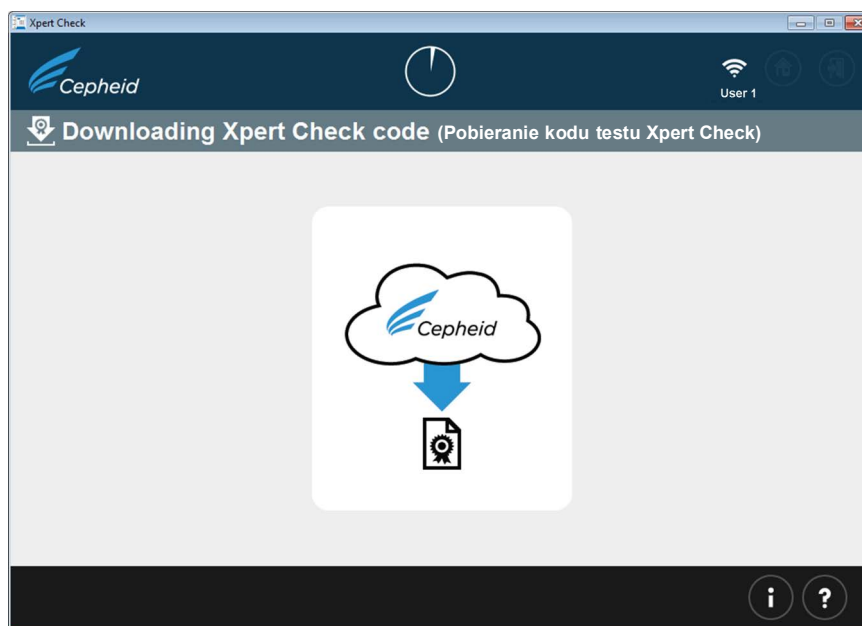 Xpert Check
Cepheid
User 1
Downloading Xpert Check code (Pobieranie kodu testu Xpert Check)
Cepheid
i ?